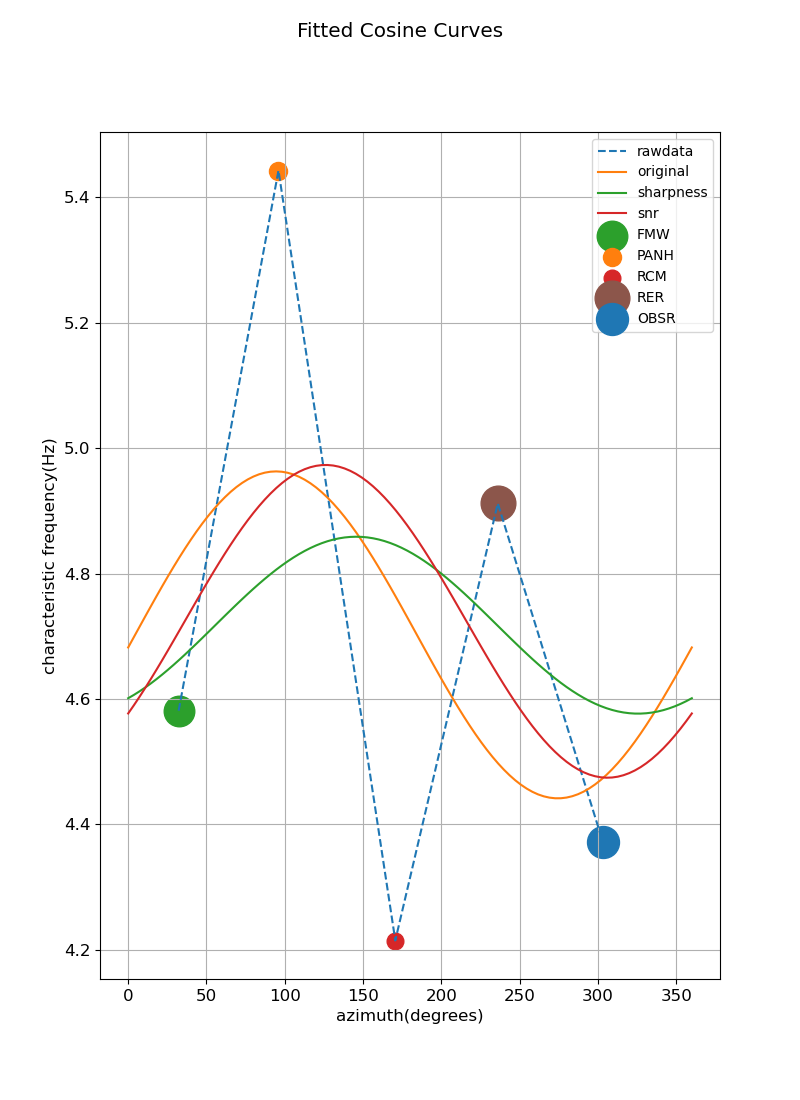 Fitted Cosine Curves
rawdata
original
sharpness
snr
FMW
PANH
RCM
RER
OBSR
characteristic frequency(Hz)
5.4
5.2
5.0
4.8
4.6
4.4
4.2
0 50 100 150 200 250 300 350
azimuth(degrees)